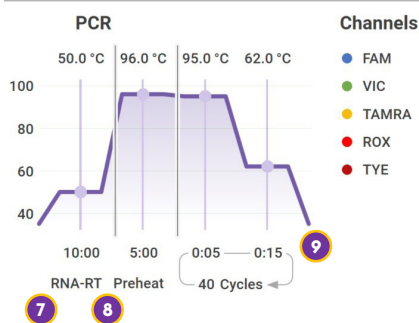 PCR
Channels
50.0 °C 96.0 °C 95.0 °C 62.0 °C
FAM
VIC
TAMRA
ROX
TYE
100
80
60
40
10:00 5:00 0:05 0:15
9
RNA-RT Preheat 40 Cycles
7 8